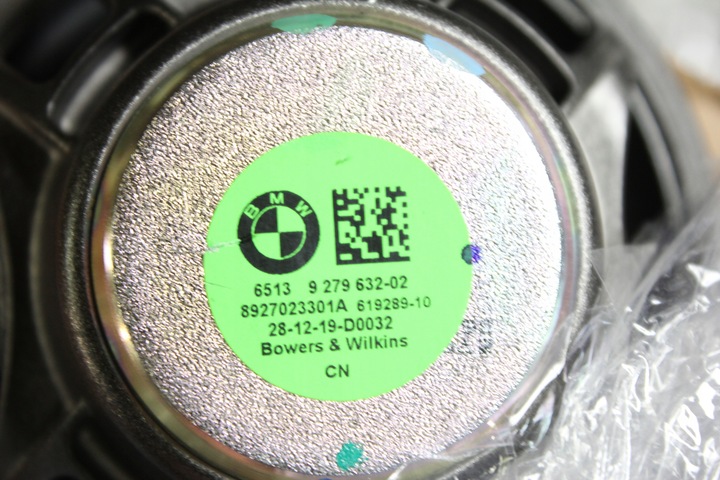 BMW
6513 9 279 632-02
8927023301A 619289-10
28-12-19-D0032
Bowers & Wilkins
CN